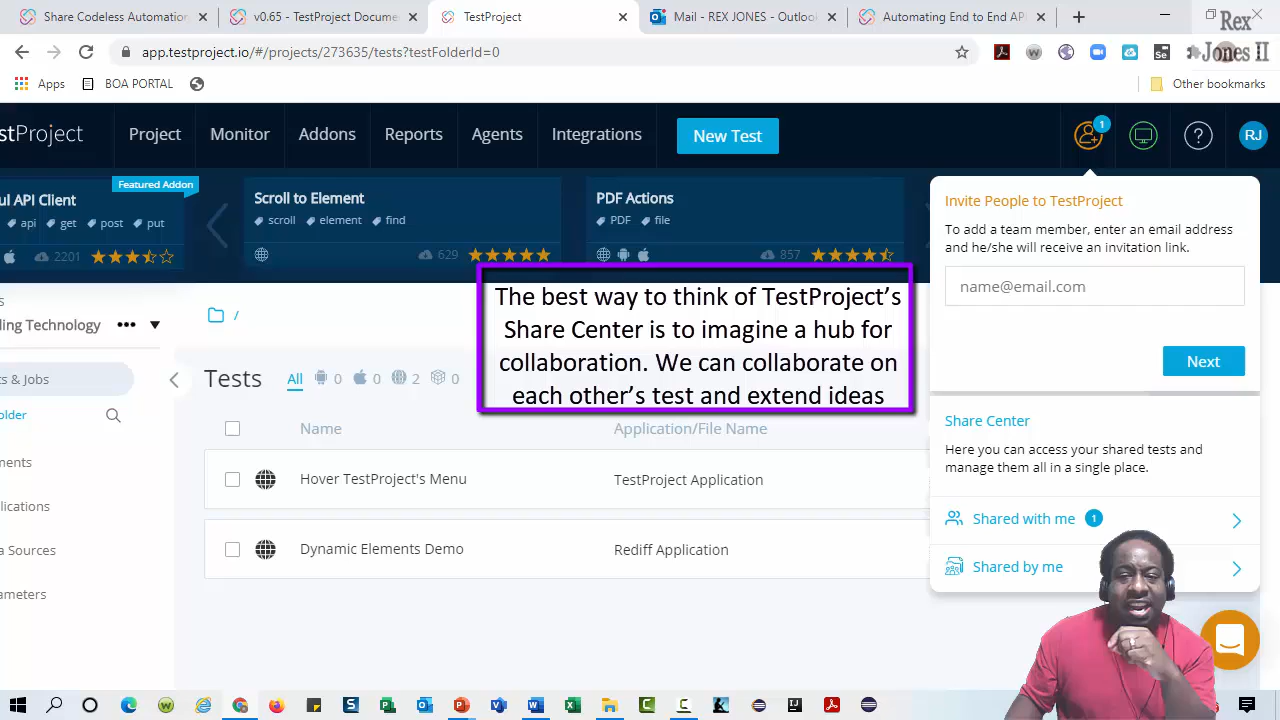 Share Codeless Automation
v0.65 - TestProject Docume
TestProject
Mail - REX JONES - Outlook
Automating End to End API
Rex
Jones II
app.testproject.io/#/projects/273635/tests?testFolderId=0
Apps
BOA PORTAL
Other bookmarks
stProject
Project
Monitor
Addons
Reports
Agents
Integrations
New Test
1
?
RJ
Featured Addon
ul API Client
api
get
post
put
2201
Scroll to Element
scroll
element
find
629
PDF Actions
PDF
file
857
Invite People to TestProject
To add a team member, enter an email address
and he/she will receive an invitation link.
name@email.com
Next
The best way to think of TestProject’s
Share Center is to imagine a hub for
collaboration. We can collaborate on
each other’s test and extend ideas
s
ling Technology
/
ts & Jobs
Tests
All
0
0
2
0
older
Name
Application/File Name
ments
Hover TestProject's Menu
TestProject Application
lications
a Sources
Dynamic Elements Demo
Rediff Application
ameters
Share Center
Here you can access your shared tests and
manage them all in a single place.
Shared with me
1
Shared by me